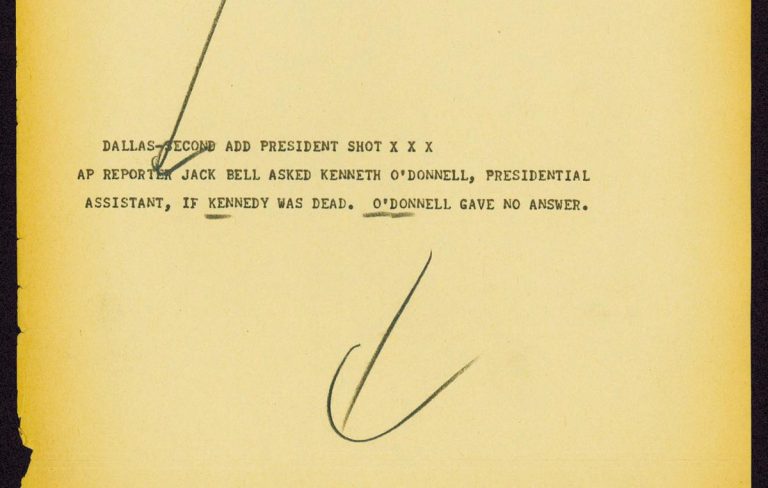 DALLAS-SECOND ADD PRESIDENT SHOT X X X
AP REPORTER JACK BELL ASKED KENNETH O'DONNELL, PRESIDENTIAL
ASSISTANT, IF KENNEDY WAS DEAD. O'DONNELL GAVE NO ANSWER.